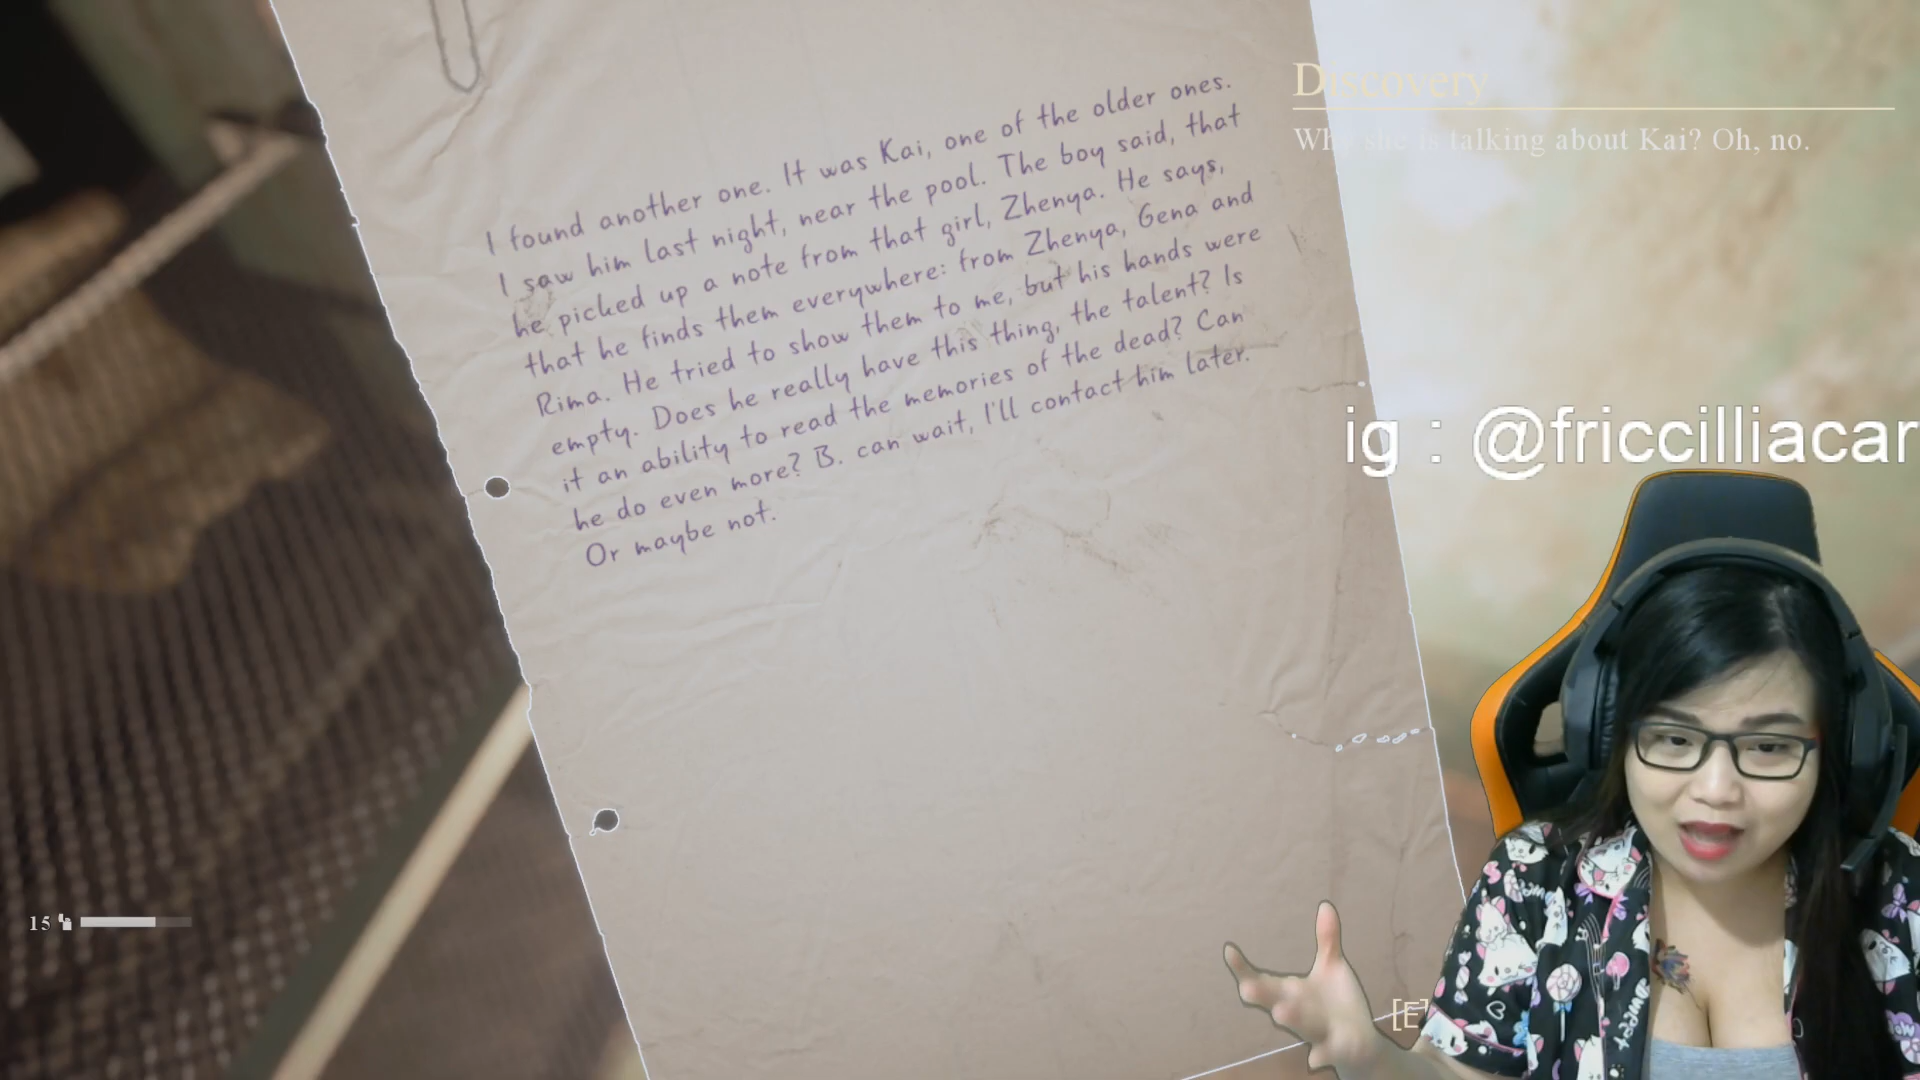 I found another one. It was Kai, one of the older ones.
I saw him last night, near the pool. The boy said, that
he picked up a note from that girl, Zhenya. He says,
that he finds them everywhere: from Zhenya, Gena and
Rima. He tried to show them to me, but his hands were
empty. Does he really have this thing, the talent? Is
it an ability to read the memories of the dead? Can
he do even more? B. can wait, I'll contact him later.
Or maybe not.
Discovery
Why she is talking about Kai? Oh, no.
ig : @friccilliacar
15
[E]